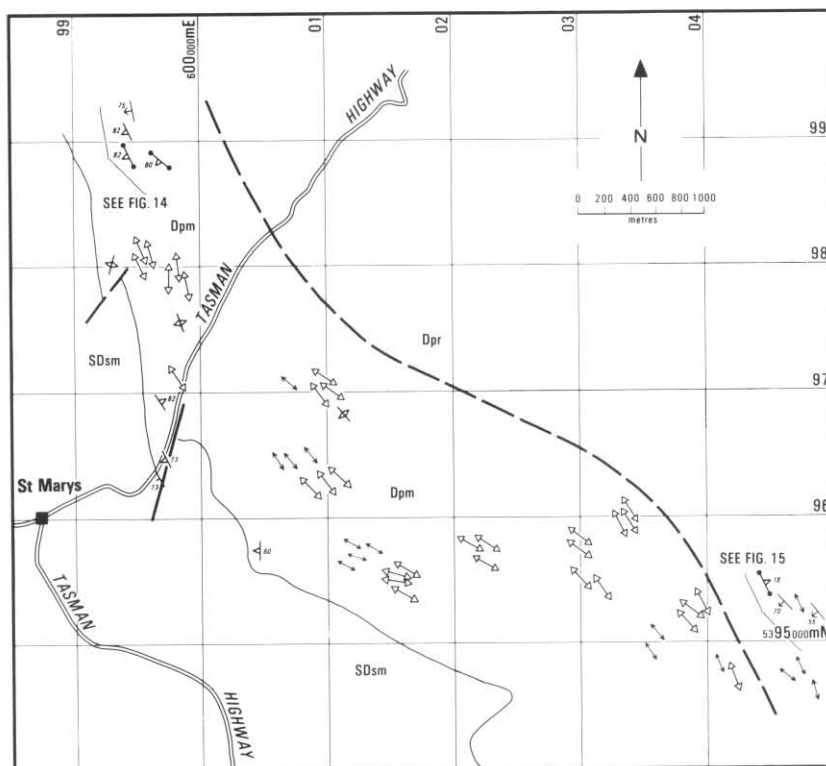 99
600000mE
01
02
03
04
HIGHWAY
N
99
75
82
82
80
0 200 400 600 800 1000
metres
SEE FIG. 14
Dpm
TASMAN
98
SDsm
Dpr
97
82
73
73
St Marys
Dpm
96
60
SEE FIG. 15
18
70
55
5395000mN
TASMAN
SDsm
HIGHWAY